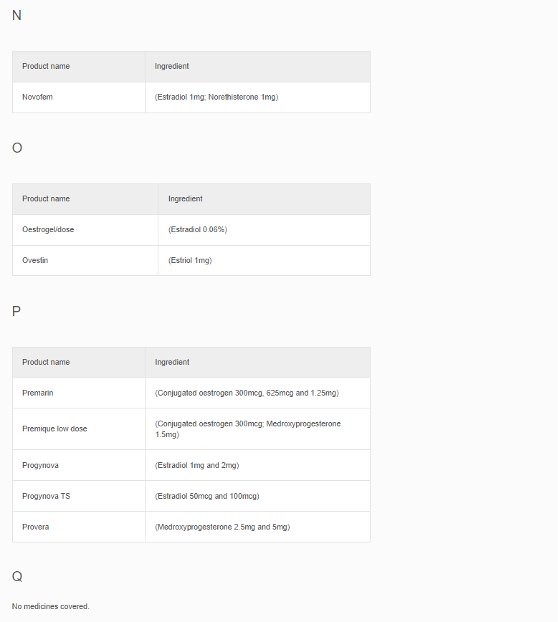 N
Product name Ingredient
Novofem (Estradiol 1mg; Norethisterone 1mg)
O
Product name Ingredient
Oestrogel/dose (Estradiol 0.06%)
Ovestin (Estriol 1mg)
P
Product name Ingredient
Premarin (Conjugated oestrogen 300mcg, 625mcg and 1.25mg)
Premique low dose (Conjugated oestrogen 300mcg; Medroxyprogesterone
1.5mg)
Progynova (Estradiol 1mg and 2mg)
Progynova TS (Estradiol 50mcg and 100mcg)
Provera (Medroxyprogesterone 2.5mg and 5mg)
Q
No medicines covered.